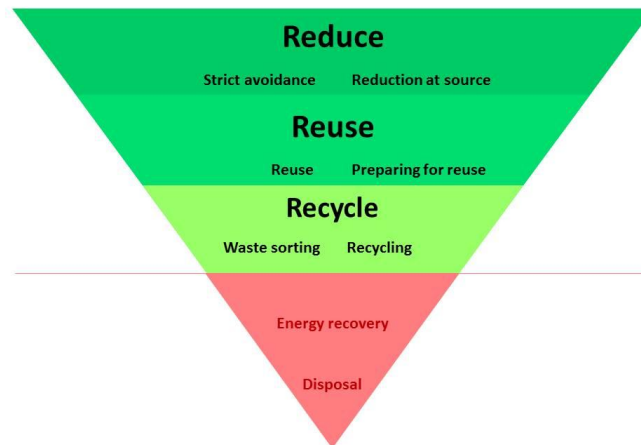 Reduce
Strict avoidance Reduction at source
Reuse
Reuse Preparing for reuse
Recycle
Waste sorting Recycling
Energy recovery
Disposal